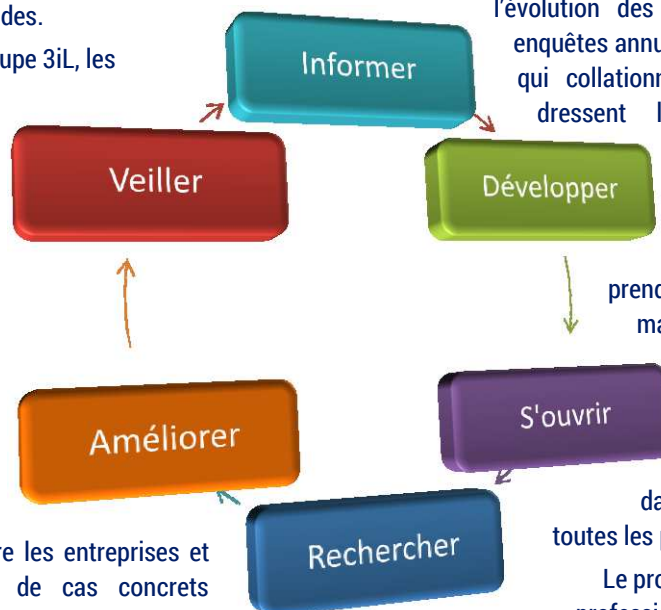 des.
upe 3iL, les
l'évolution des
enquêtes annu
qui collationn
dressent l
Informer
Veiller
Développer
prend
ma
S'ouvrir
Améliorer
Rechercher
da
toutes les p
re les entreprises et
de cas concrets
Le pro
professi